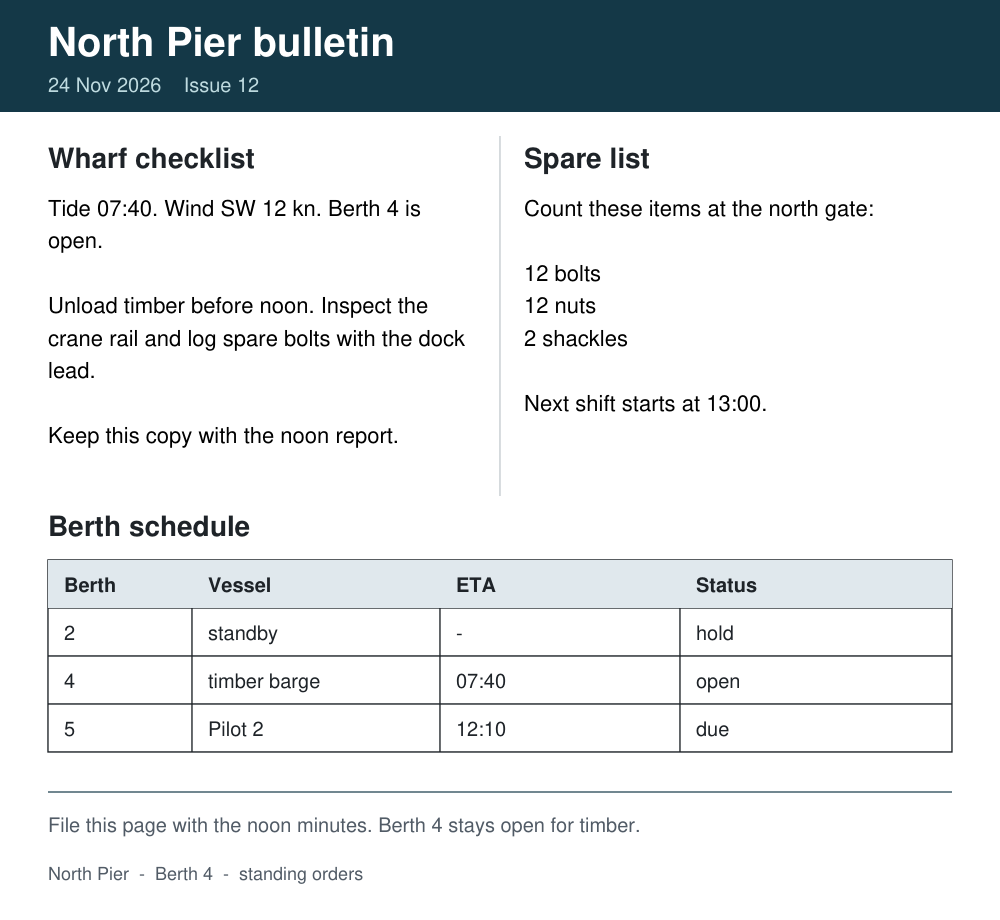 North Pier bulletin
24 Nov 2026 Issue 12
Wharf checklist
Tide 07:40. Wind SW 12 kn. Berth 4 is
open.
Unload timber before noon. Inspect the
crane rail and log spare bolts with the dock
lead.
Keep this copy with the noon report.
Spare list
Count these items at the north gate:
12 bolts
12 nuts
2 shackles
Next shift starts at 13:00.
Berth schedule
Berth Vessel ETA Status
2 standby - hold
4 timber barge 07:40 open
5 Pilot 2 12:10 due
File this page with the noon minutes. Berth 4 stays open for timber.
North Pier - Berth 4 - standing orders